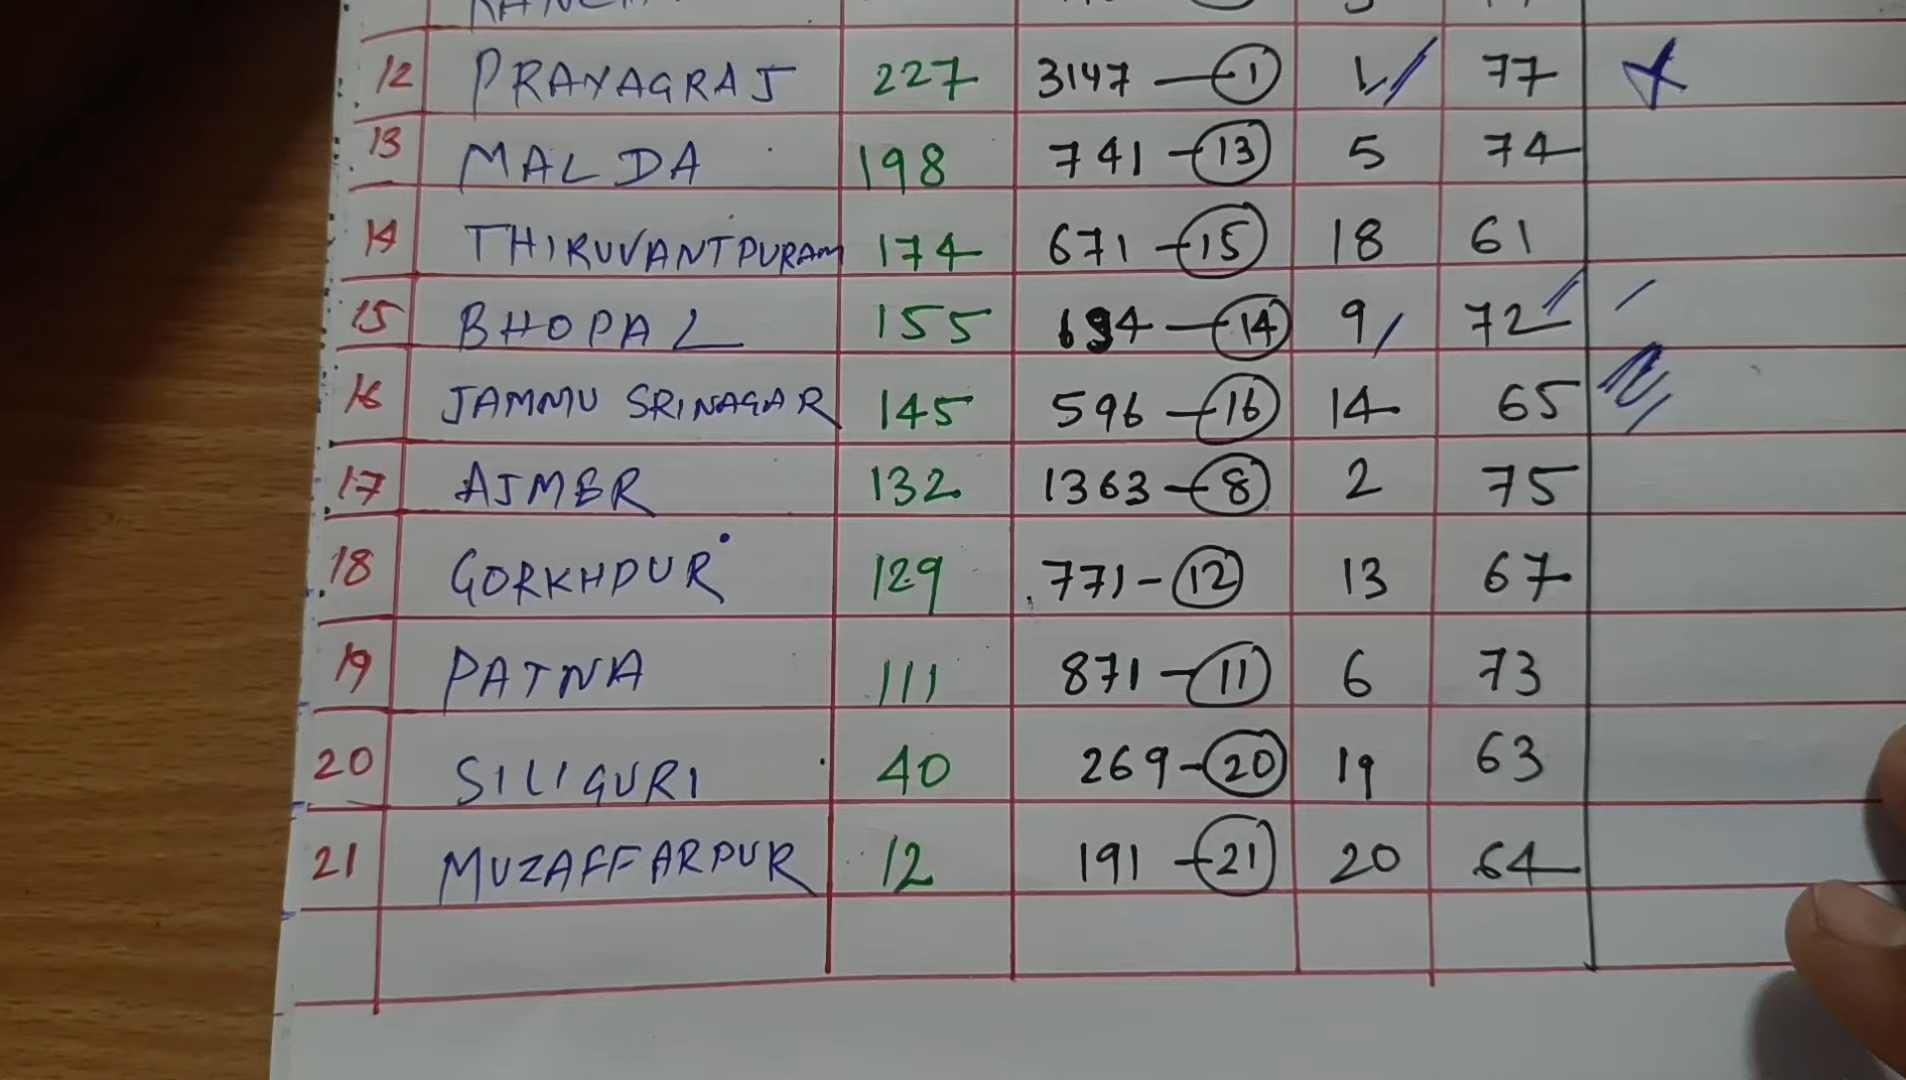 12 PRAYAGRAJ 227 3147 — 1 1 77
13 MALDA 198 741 - 13 5 74
14 THIRUVANTPURAM 174 671 - 15 18 61
15 BHOPAL 155 694 — 14 9 72
16 JAMMU SRINAGAR 145 596 - 16 14 65
17 AJMER 132 1363 - 8 2 75
18 GORKHPUR 129 771 - 12 13 67
19 PATNA 111 871 - 11 6 73
20 SILIGURI 40 269 - 20 19 63
21 MUZAFFARPUR 12 191 - 21 20 64